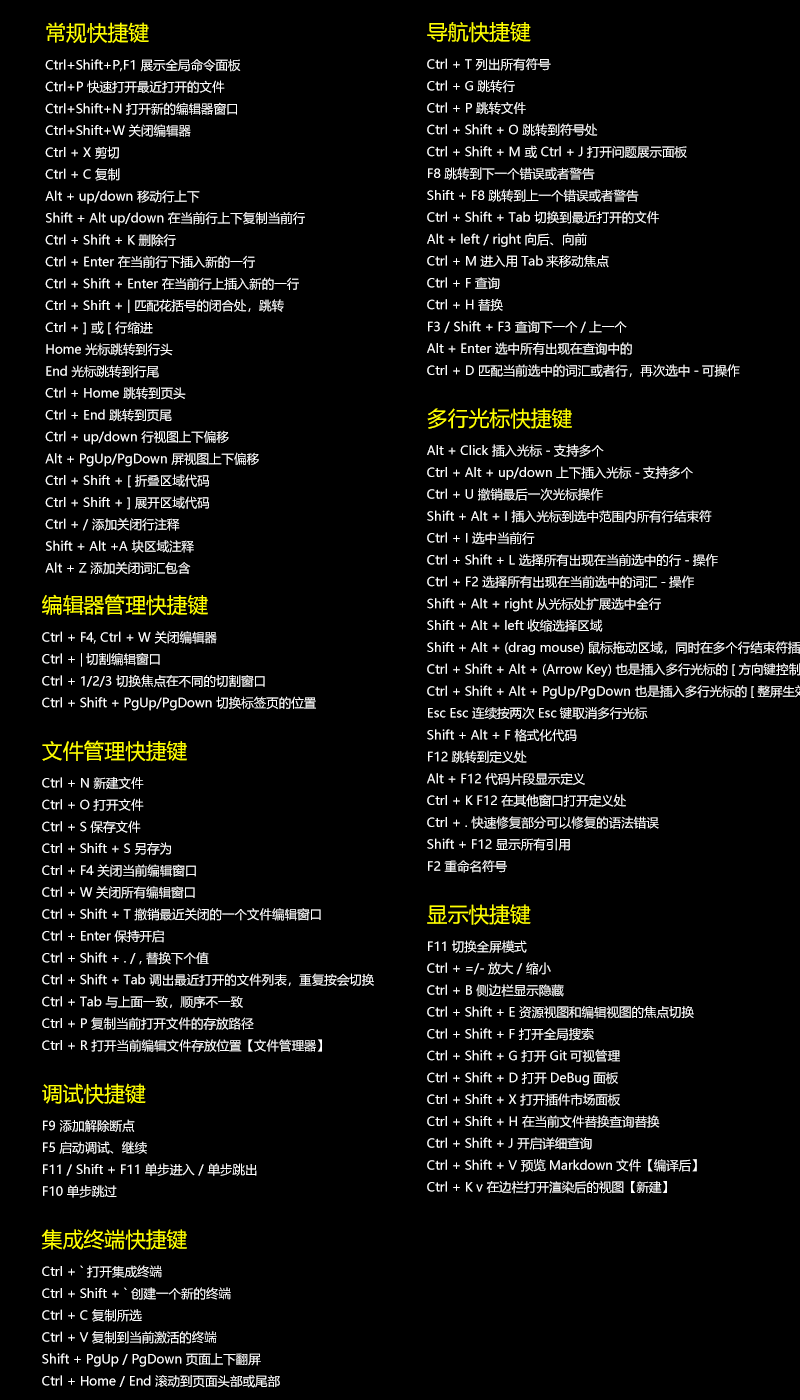 常规快捷键
Ctrl+Shift+P,F1 展示全局命令面板
Ctrl+P 快速打开最近打开的文件
Ctrl+Shift+N 打开新的编辑器窗口
Ctrl+Shift+W 关闭编辑器
Ctrl + X 剪切
Ctrl + C 复制
Alt + up/down 移动行上下
Shift + Alt up/down 在当前行上下复制当前行
Ctrl + Shift + K 删除行
Ctrl + Enter 在当前行下插入新的一行
Ctrl + Shift + Enter 在当前行上插入新的一行
Ctrl + Shift + | 匹配花括号的闭合处，跳转
Ctrl + ] 或 [ 行缩进
Home 光标跳转到行头
End 光标跳转到行尾
Ctrl + Home 跳转到页头
Ctrl + End 跳转到页尾
Ctrl + up/down 行视图上下偏移
Alt + PgUp/PgDown 屏视图上下偏移
Ctrl + Shift + [ 折叠区域代码
Ctrl + Shift + ] 展开区域代码
Ctrl + / 添加关闭行注释
Shift + Alt +A 块区域注释
Alt + Z 添加关闭词汇包含
编辑器管理快捷键
Ctrl + F4, Ctrl + W 关闭编辑器
Ctrl + | 切割编辑窗口
Ctrl + 1/2/3 切换焦点在不同的切割窗口
Ctrl + Shift + PgUp/PgDown 切换标签页的位置
文件管理快捷键
Ctrl + N 新建文件
Ctrl + O 打开文件
Ctrl + S 保存文件
Ctrl + Shift + S 另存为
Ctrl + F4 关闭当前编辑窗口
Ctrl + W 关闭所有编辑窗口
Ctrl + Shift + T 撤销最近关闭的一个文件编辑窗口
Ctrl + Enter 保持开启
Ctrl + Shift + . / , 替换下个值
Ctrl + Shift + Tab 调出最近打开的文件列表，重复按会切换
Ctrl + Tab 与上面一致，顺序不一致
Ctrl + P 复制当前打开文件的存放路径
Ctrl + R 打开当前编辑文件存放位置【文件管理器】
调试快捷键
F9 添加解除断点
F5 启动调试、继续
F11 / Shift + F11 单步进入 / 单步跳出
F10 单步跳过
集成终端快捷键
Ctrl + ` 打开集成终端
Ctrl + Shift + ` 创建一个新的终端
Ctrl + C 复制所选
Ctrl + V 复制到当前激活的终端
Shift + PgUp / PgDown 页面上下翻屏
Ctrl + Home / End 滚动到页面头部或尾部
导航快捷键
Ctrl + T 列出所有符号
Ctrl + G 跳转行
Ctrl + P 跳转文件
Ctrl + Shift + O 跳转到符号处
Ctrl + Shift + M 或 Ctrl + J 打开问题展示面板
F8 跳转到下一个错误或者警告
Shift + F8 跳转到上一个错误或者警告
Ctrl + Shift + Tab 切换到最近打开的文件
Alt + left / right 向后、向前
Ctrl + M 进入用 Tab 来移动焦点
Ctrl + F 查询
Ctrl + H 替换
F3 / Shift + F3 查询下一个 / 上一个
Alt + Enter 选中所有出现在查询中的
Ctrl + D 匹配当前选中的词汇或者行，再次选中 - 可操作
多行光标快捷键
Alt + Click 插入光标 - 支持多个
Ctrl + Alt + up/down 上下插入光标 - 支持多个
Ctrl + U 撤销最后一次光标操作
Shift + Alt + I 插入光标到选中范围内所有行结束符
Ctrl + I 选中当前行
Ctrl + Shift + L 选择所有出现在当前选中的行 - 操作
Ctrl + F2 选择所有出现在当前选中的词汇 - 操作
Shift + Alt + right 从光标处扩展选中全行
Shift + Alt + left 收缩选择区域
Shift + Alt + (drag mouse) 鼠标拖动区域，同时在多个行结束符插
Ctrl + Shift + Alt + (Arrow Key) 也是插入多行光标的 [ 方向键控制
Ctrl + Shift + Alt + PgUp/PgDown 也是插入多行光标的 [ 整屏生效
Esc Esc 连续按两次 Esc 键取消多行光标
Shift + Alt + F 格式化代码
F12 跳转到定义处
Alt + F12 代码片段显示定义
Ctrl + K F12 在其他窗口打开定义处
Ctrl + . 快速修复部分可以修复的语法错误
Shift + F12 显示所有引用
F2 重命名符号
显示快捷键
F11 切换全屏模式
Ctrl + =/- 放大 / 缩小
Ctrl + B 侧边栏显示隐藏
Ctrl + Shift + E 资源视图和编辑视图的焦点切换
Ctrl + Shift + F 打开全局搜索
Ctrl + Shift + G 打开 Git 可视管理
Ctrl + Shift + D 打开 DeBug 面板
Ctrl + Shift + X 打开插件市场面板
Ctrl + Shift + H 在当前文件替换查询替换
Ctrl + Shift + J 开启详细查询
Ctrl + Shift + V 预览 Markdown 文件【编译后】
Ctrl + K v 在边栏打开渲染后的视图【新建】